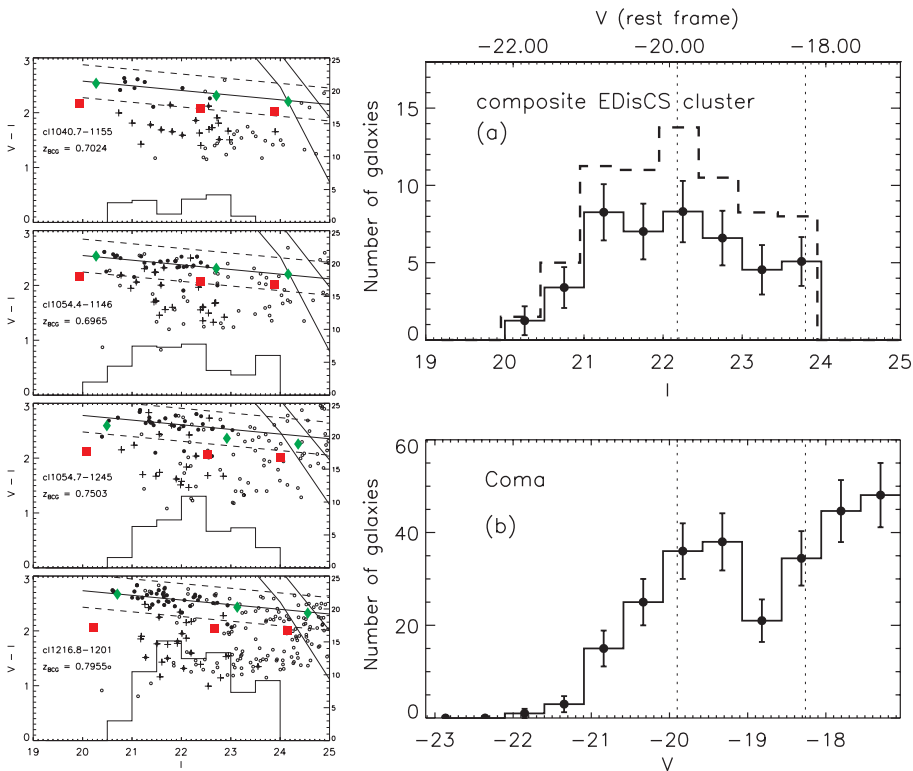 3
2
1
0
25
20
15
10
5
0
V − I
cl1040.7−1155
z_BCG = 0.7024
3
2
1
0
25
20
15
10
5
0
V − I
cl1054.4−1146
z_BCG = 0.6965
3
2
1
0
25
20
15
10
5
0
V − I
cl1054.7−1245
z_BCG = 0.7503
3
2
1
0
25
20
15
10
5
0
V − I
cl1216.8−1201
z_BCG = 0.7955
19 20 21 22 23 24 25
I
V (rest frame)
−22.00 −20.00 −18.00
composite EDisCS cluster
(a)
Number of galaxies
15
10
5
0
19 20 21 22 23 24 25
I
Coma
(b)
Number of galaxies
60
40
20
0
−23 −22 −21 −20 −19 −18
V